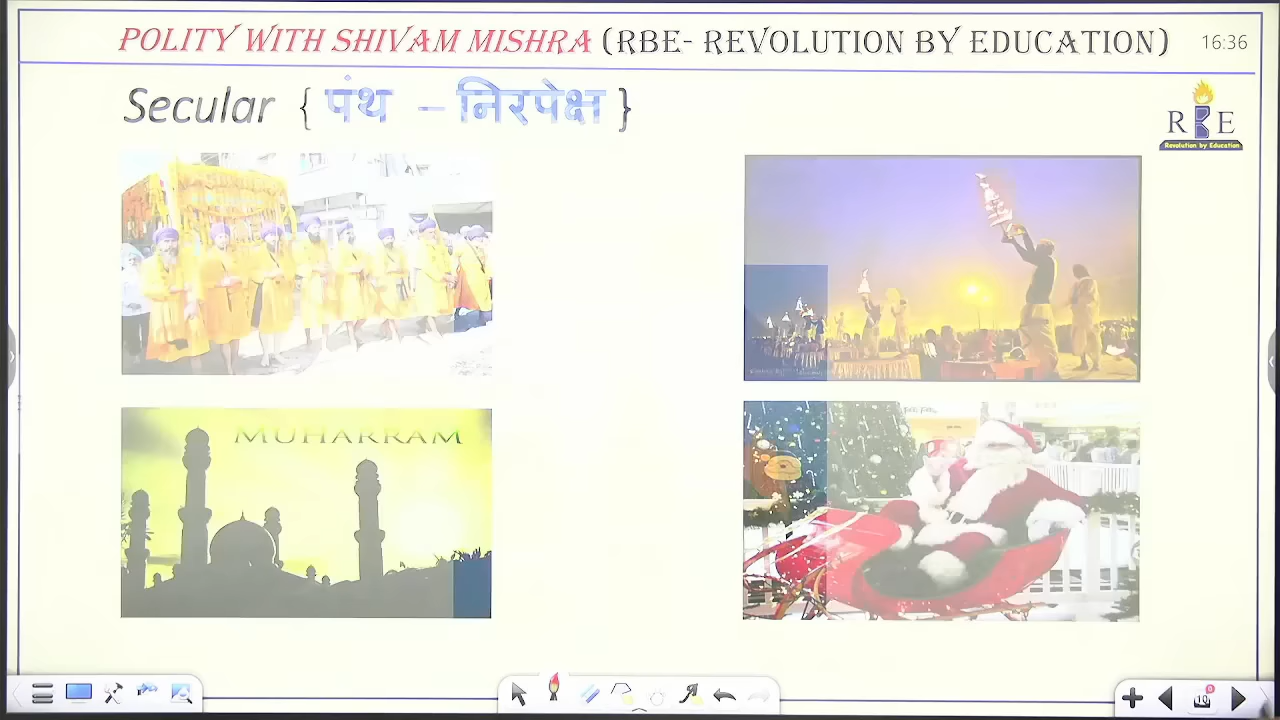 POLITY WITH SHIVAM MISHRA (RBE- REVOLUTION BY EDUCATION)
16:36
Secular { पंथ – निरपेक्ष }
RBE
Revolution by Education
MUHARRAM